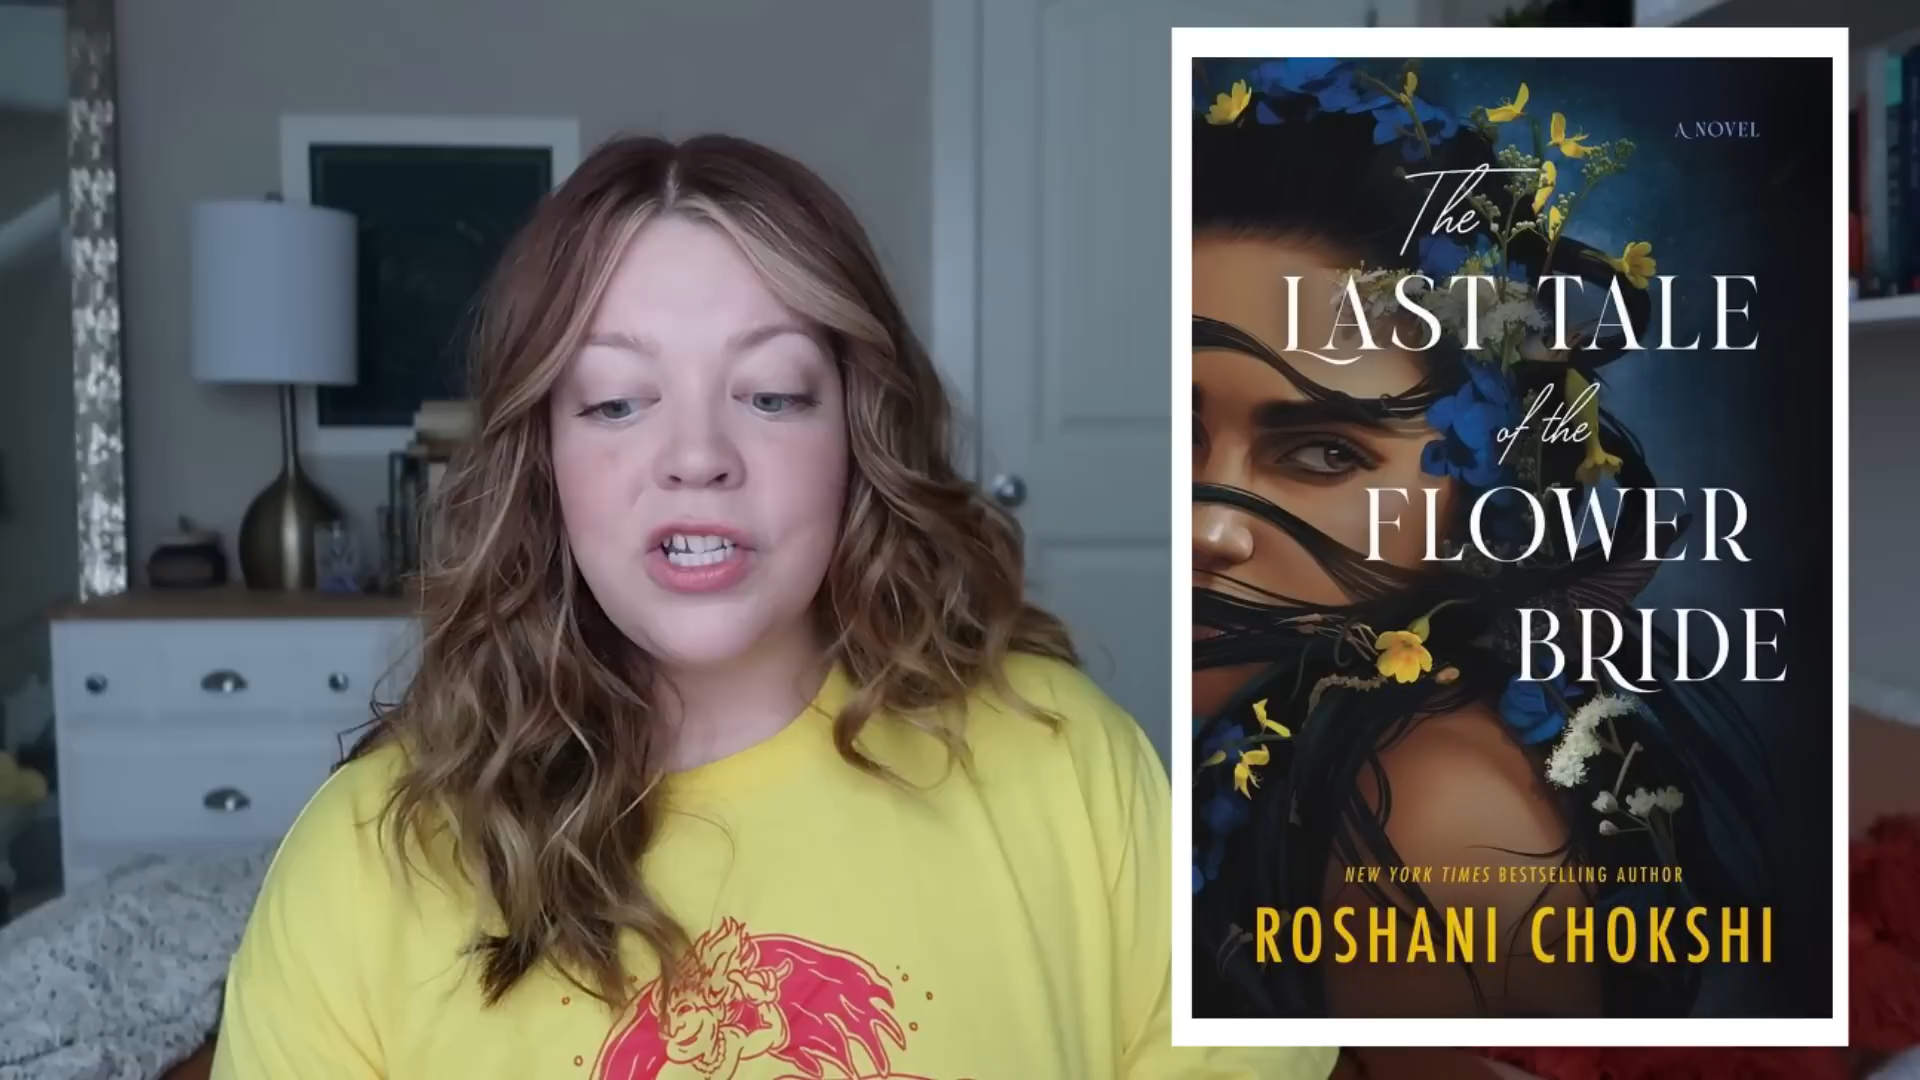 A NOVEL
The
LAST TALE
of the
FLOWER
BRIDE
NEW YORK TIMES BESTSELLING AUTHOR
ROSHANI CHOKSHI